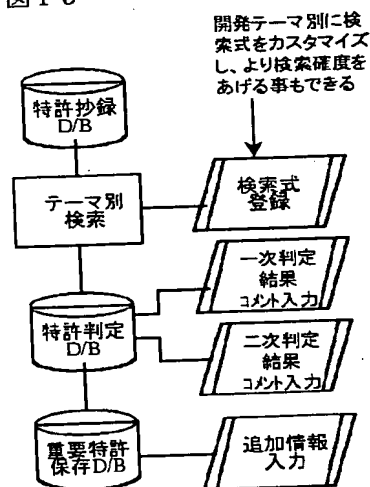 開発テーマ別に検
索式をカスタマイズ
し、より検索確度を
あげる事もできる
特許抄録
D/B
テーマ別
検索
検索式
登録
一次判定
結果
コメント入力
特許判定
D/B
二次判定
結果
コメント入力
重要特許
保存D/B
追加情報
入力